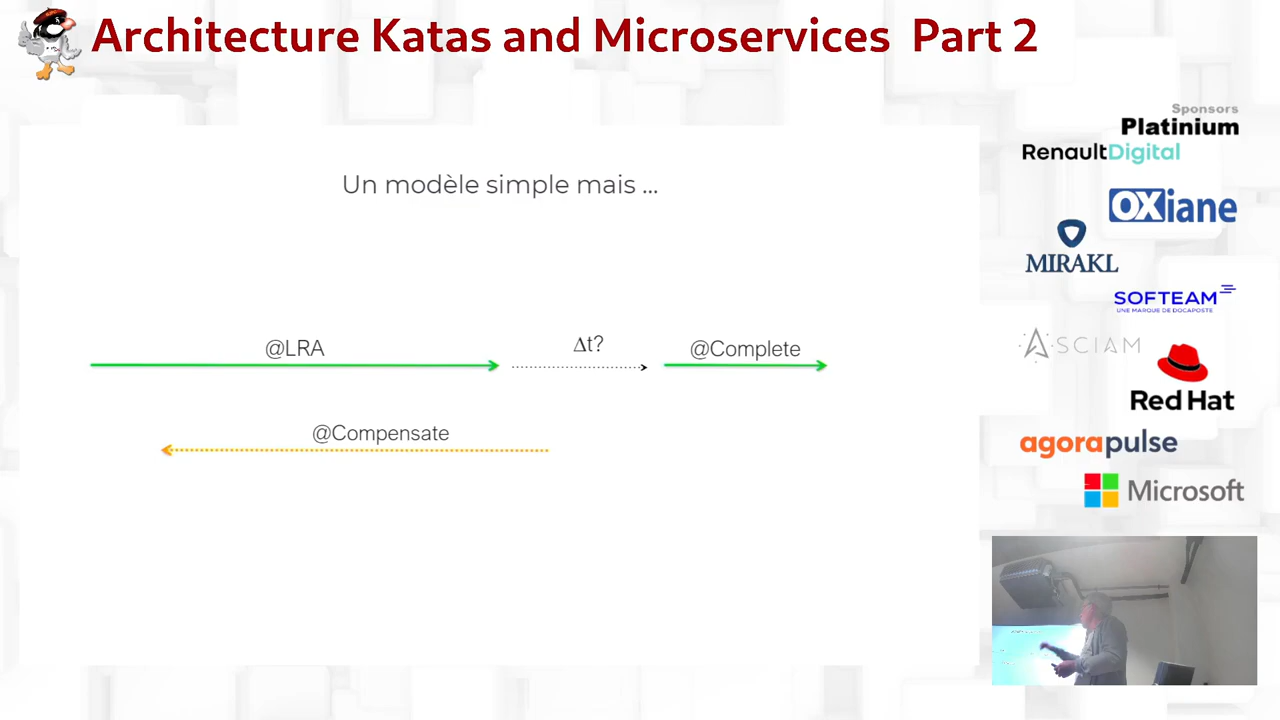 Architecture Katas and Microservices Part 2
Un modèle simple mais ...
@LRA
Δt?
@Complete
@Compensate
Sponsors
Platinium
RenaultDigital
OXiane
MIRAKL
SOFTEAM
UNE MARQUE DE DOCAPOSTE
ASCIAM
Red Hat
agorapulse
Microsoft